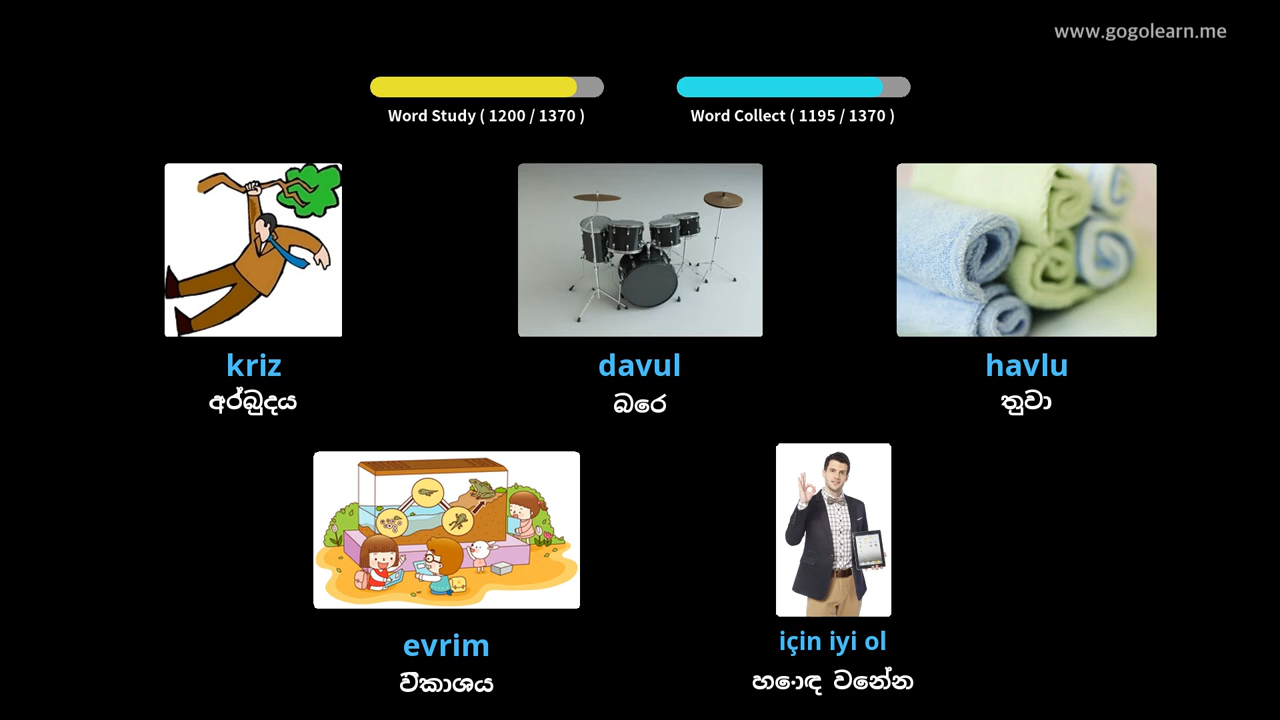 www.gogolearn.me
Word Study ( 1200 / 1370 )
Word Collect ( 1195 / 1370 )
kriz
අර්බුදය
davul
බෙර
havlu
තුවා
evrim
විකාශය
için iyi ol
හොඳ වන්න